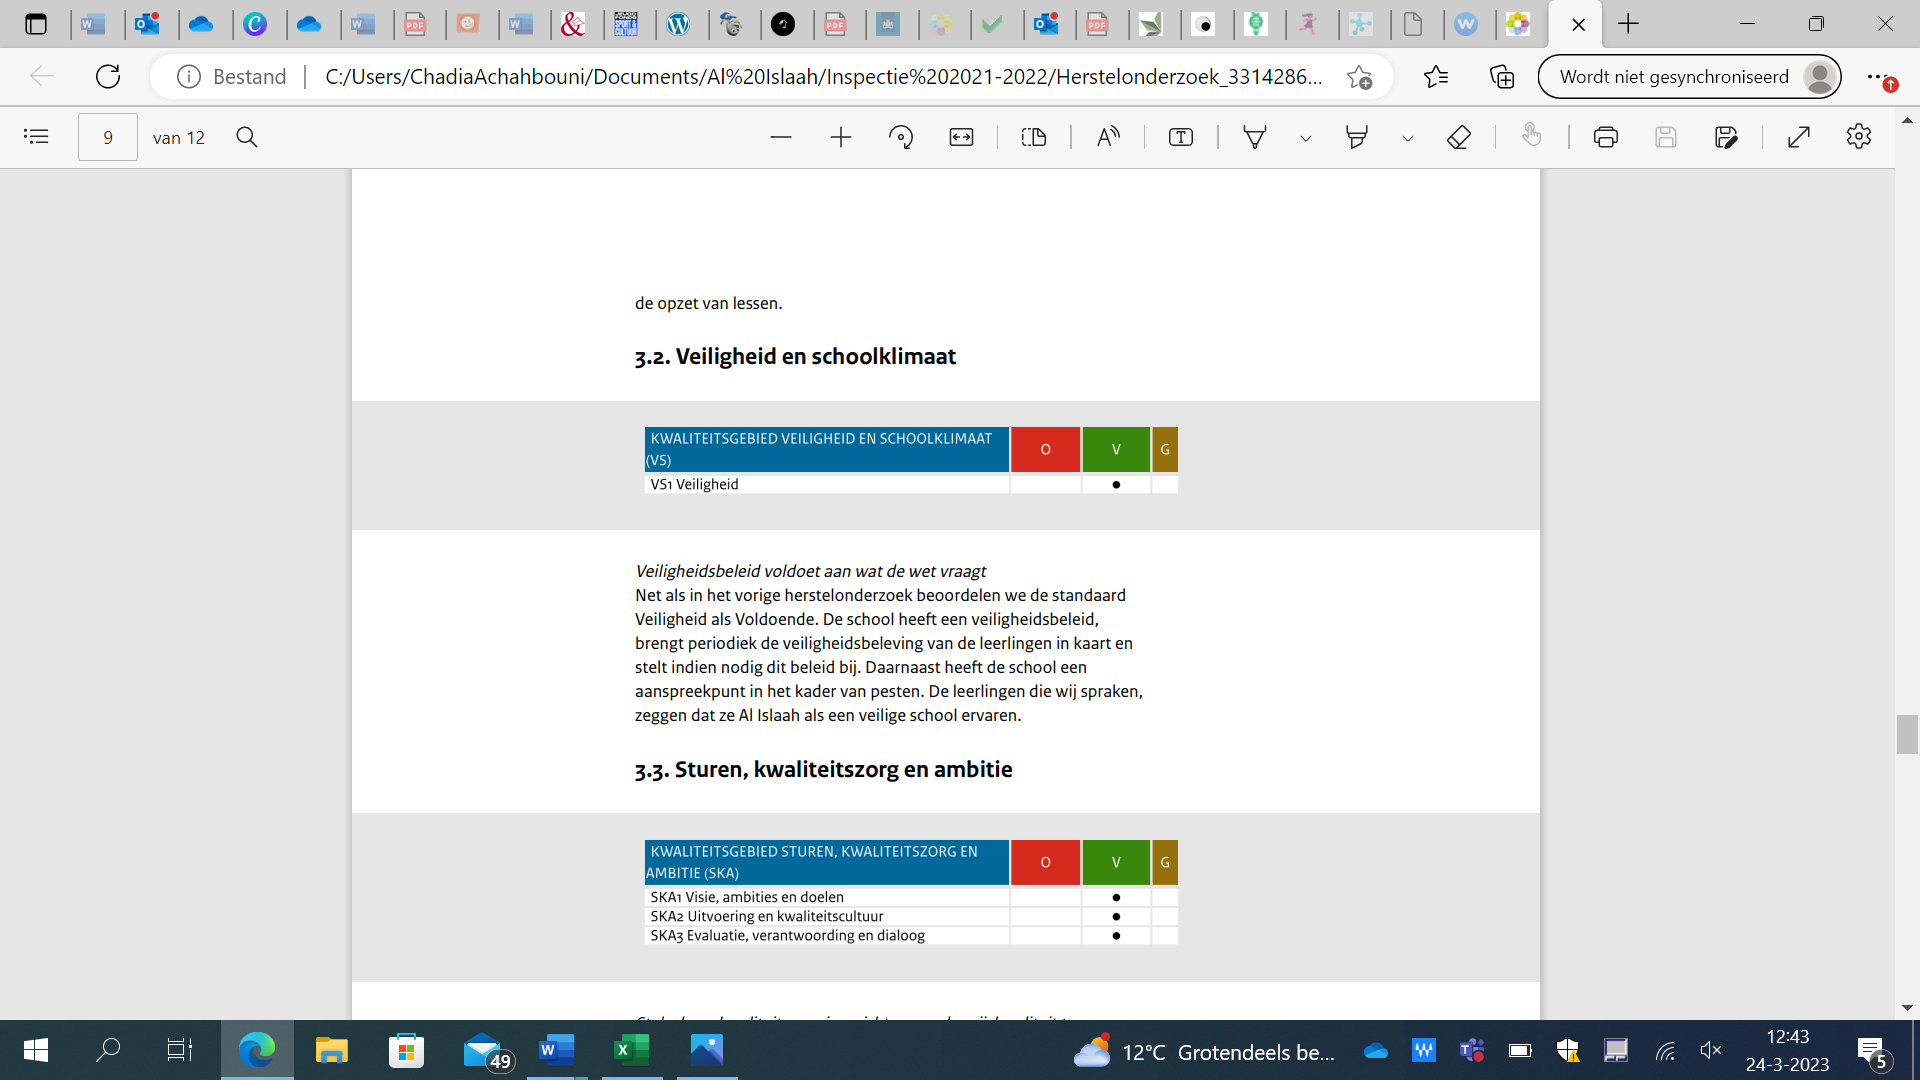 Bestand
C:/Users/ChadiaAchahbouni/Documents/Al%20Islaah/Inspectie%202021-2022/Herstelonderzoek_3314286...
Wordt niet gesynchroniseerd
9
van 12
de opzet van lessen.
3.2. Veiligheid en schoolklimaat
KWALITEITSGEBIED VEILIGHEID EN SCHOOLKLIMAAT
(VS)
O
V
G
VS1 Veiligheid
Veiligheidsbeleid voldoet aan wat de wet vraagt
Net als in het vorige herstelonderzoek beoordelen we de standaard
Veiligheid als Voldoende. De school heeft een veiligheidsbeleid,
brengt periodiek de veiligheidsbeleving van de leerlingen in kaart en
stelt indien nodig dit beleid bij. Daarnaast heeft de school een
aanspreekpunt in het kader van pesten. De leerlingen die wij spraken,
zeggen dat ze Al Islaah als een veilige school ervaren.
3.3. Sturen, kwaliteitszorg en ambitie
KWALITEITSGEBIED STUREN, KWALITEITSZORG EN
AMBITIE (SKA)
O
V
G
SKA1 Visie, ambities en doelen
SKA2 Uitvoering en kwaliteitscultuur
SKA3 Evaluatie, verantwoording en dialoog
49
12°C Grotendeels be...
12:43
24-3-2023
5